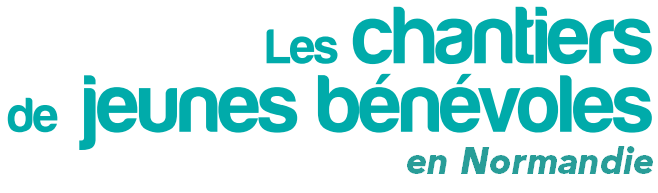 Les chantiers
de jeunes bénévoles
en Normandie